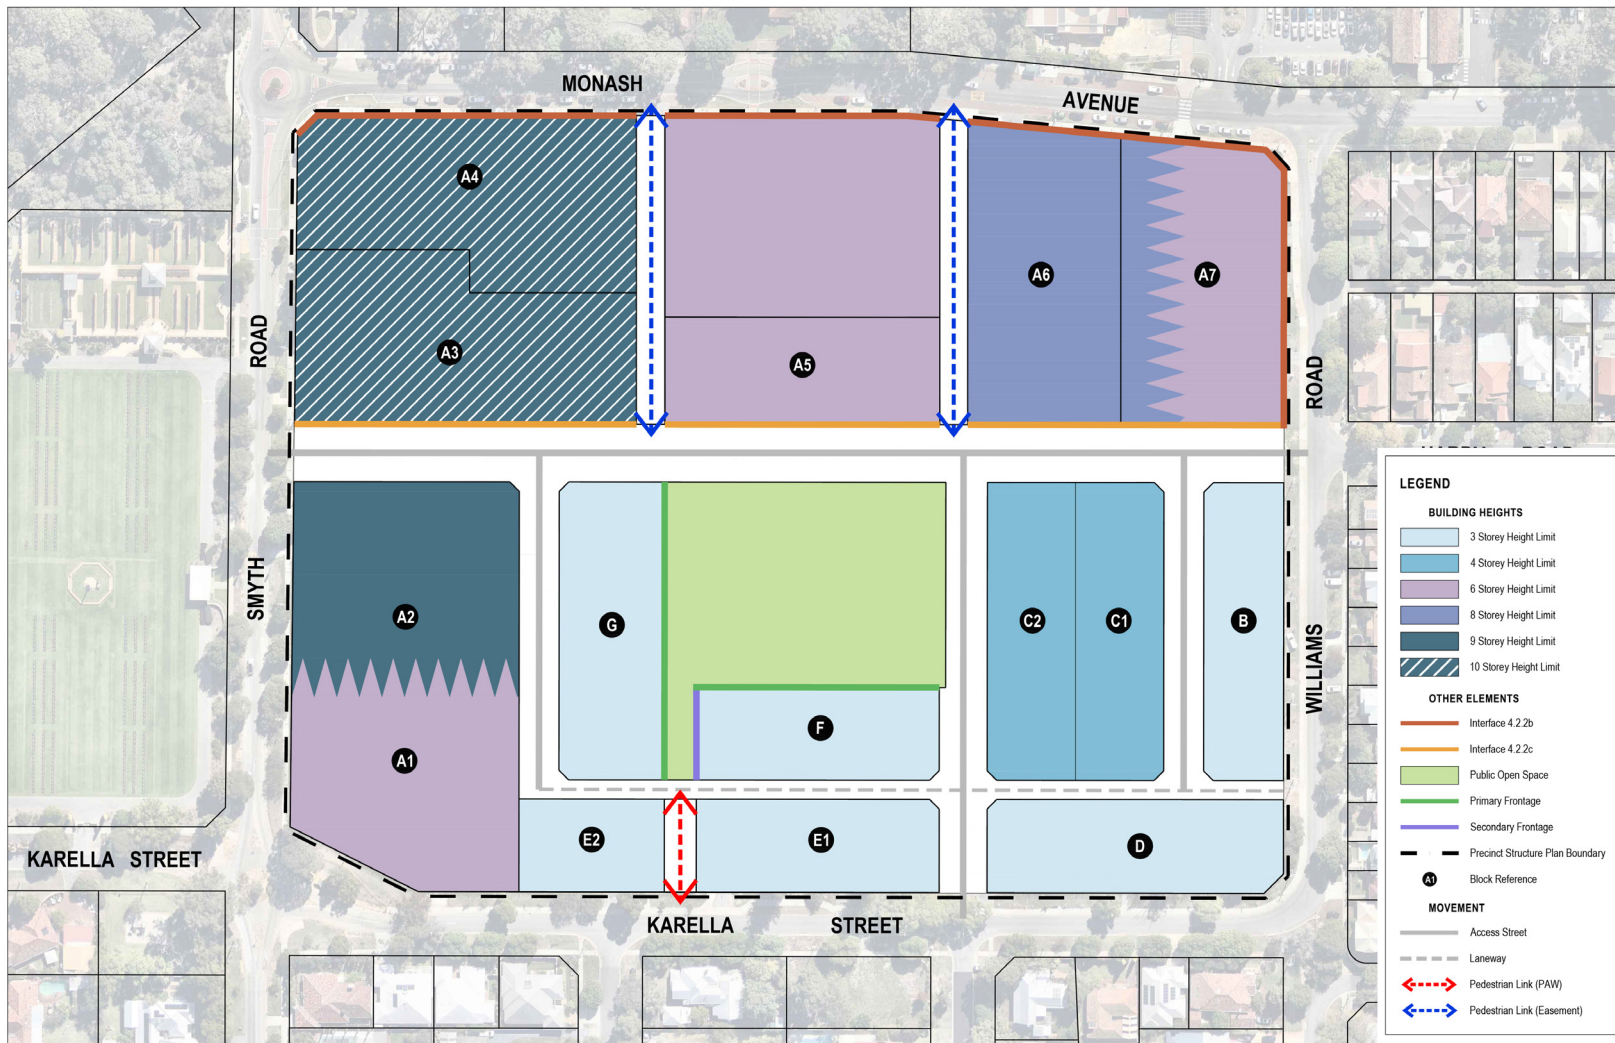 MONASH
AVENUE
A4
A6
A7
ROAD
A3
A5
ROAD
SMYTH
A2
G
C2
C1
B
WILLIAMS
F
A1
E2
E1
D
KARELLA STREET
KARELLA STREET
LEGEND
BUILDING HEIGHTS
3 Storey Height Limit
4 Storey Height Limit
6 Storey Height Limit
8 Storey Height Limit
9 Storey Height Limit
10 Storey Height Limit
OTHER ELEMENTS
Interface 4.2.2b
Interface 4.2.2c
Public Open Space
Primary Frontage
Secondary Frontage
Precinct Structure Plan Boundary
A1 Block Reference
MOVEMENT
Access Street
Laneway
Pedestrian Link (PAW)
Pedestrian Link (Easement)